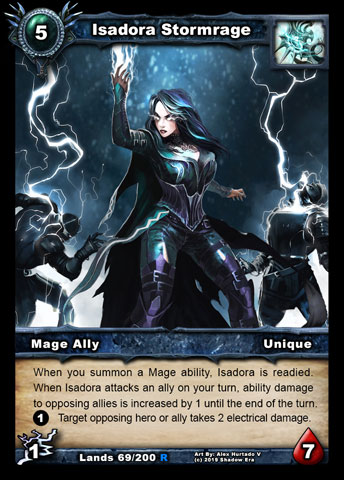 5
Isadora Stormrage
Mage Ally
Unique
When you summon a Mage ability, Isadora is readied.
When Isadora attacks an ally on your turn, ability damage
to opposing allies is increased by 1 until the end of the turn.
1 Target opposing hero or ally takes 2 electrical damage.
1
Lands 69/200 R
Art By: Alex Hurtado V
(c) 2019 Shadow Era
7